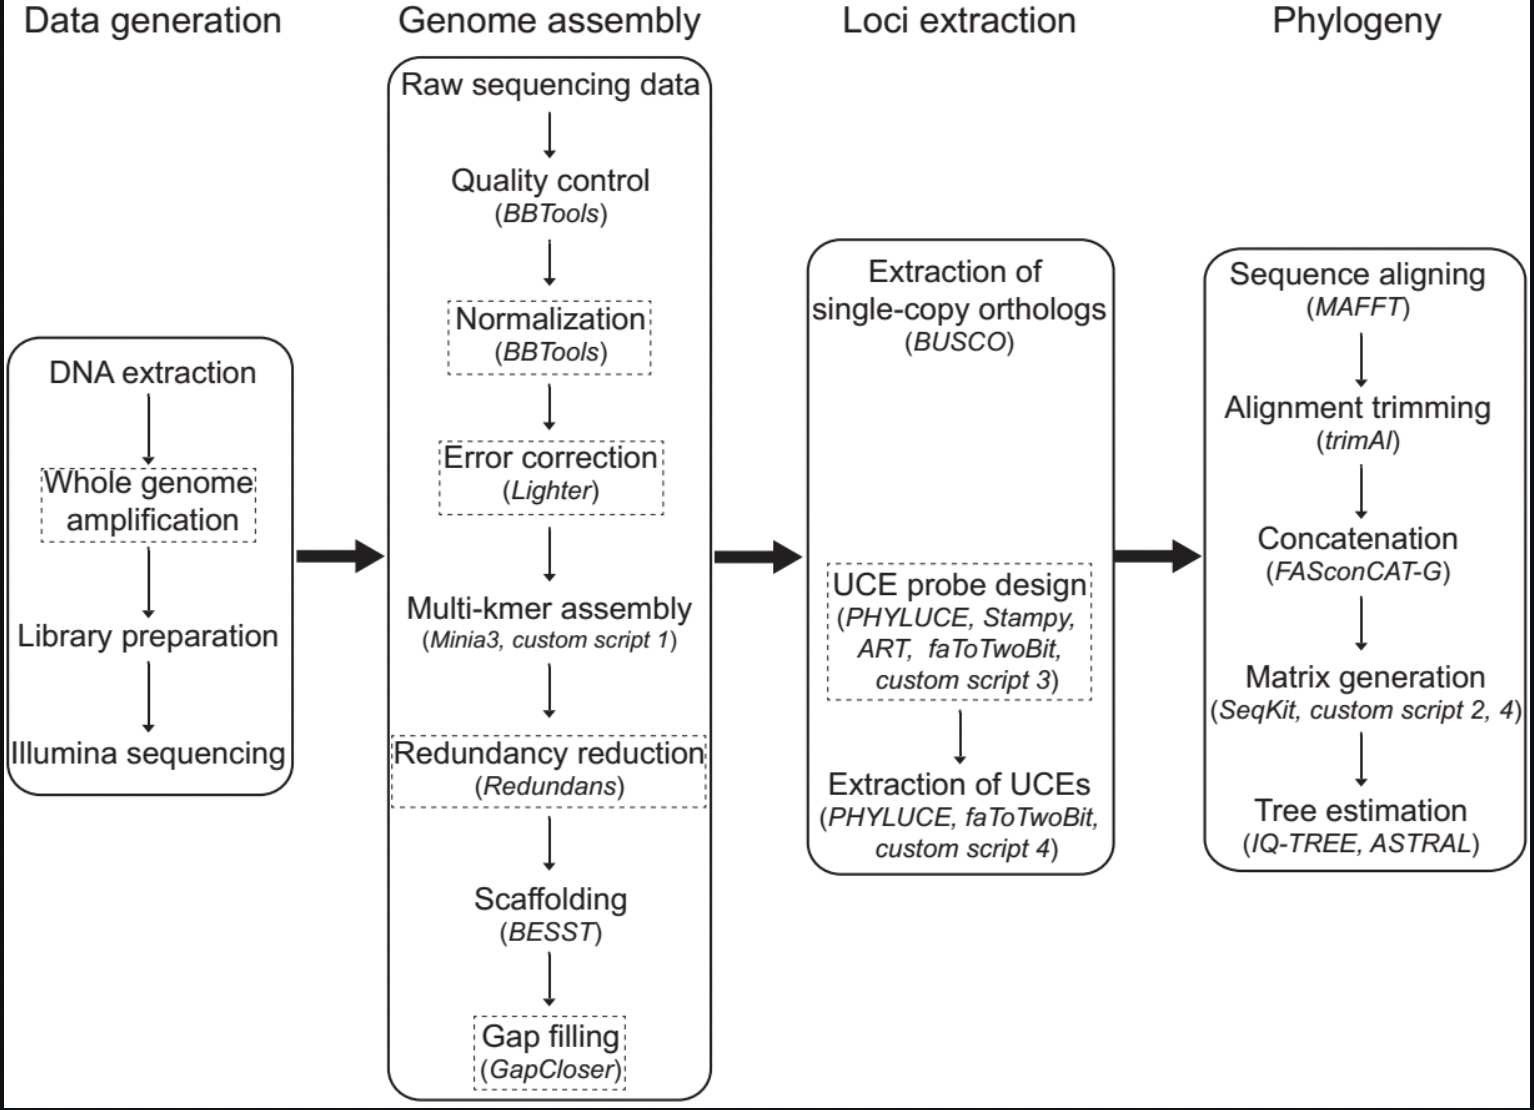 Data generation
DNA extraction
Whole genome
amplification
Library preparation
Illumina sequencing
Genome assembly
Raw sequencing data
Quality control
(BBTools)
Normalization
(BBTools)
Error correction
(Lighter)
Multi-kmer assembly
(Minia3, custom script 1)
Redundancy reduction
(Redundans)
Scaffolding
(BESST)
Gap filling
(GapCloser)
Loci extraction
Extraction of
single-copy orthologs
(BUSCO)
UCE probe design
(PHYLUCE, Stampy,
ART, faToTwoBit,
custom script 3)
Extraction of UCEs
(PHYLUCE, faToTwoBit,
custom script 4)
Phylogeny
Sequence aligning
(MAFFT)
Alignment trimming
(trimAl)
Concatenation
(FASconCAT-G)
Matrix generation
(SeqKit, custom script 2, 4)
Tree estimation
(IQ-TREE, ASTRAL)